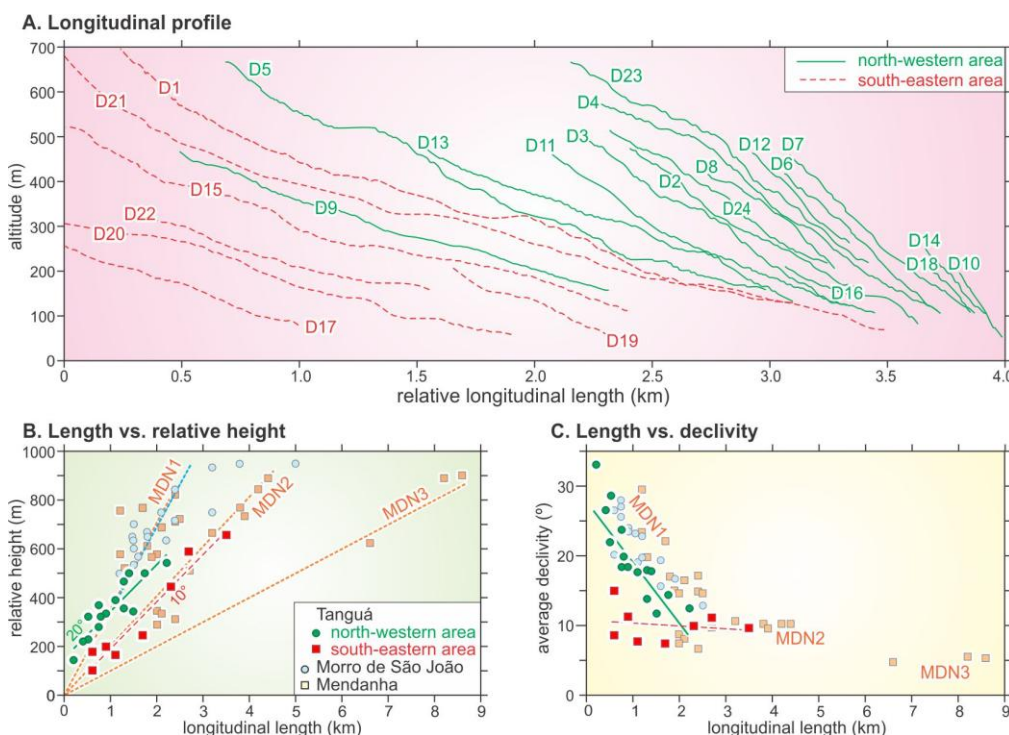 A. Longitudinal profile
700
600
500
400
300
200
100
0
altitude (m)
D5
D1
D21
D13
D11
D15
D9
D22
D20
D17
D19
D23
D4
D3
D12
D7
D6
D8
D2
D24
D14
D18
D10
D16
north-western area
south-eastern area
0
0.5
1.0
1.5
2.0
2.5
3.0
3.5
4.0
relative longitudinal length (km)
B. Length vs. relative height
1000
800
600
400
200
0
relative height (m)
MDN1
MDN2
MDN3
20°
10°
Tanguá
north-western area
south-eastern area
Morro de São João
Mendanha
0 1 2 3 4 5 6 7 8 9
longitudinal length (km)
C. Length vs. declivity
30
20
10
0
average declivity (°)
MDN1
MDN2
MDN3
0 1 2 3 4 5 6 7 8 9
longitudinal length (km)